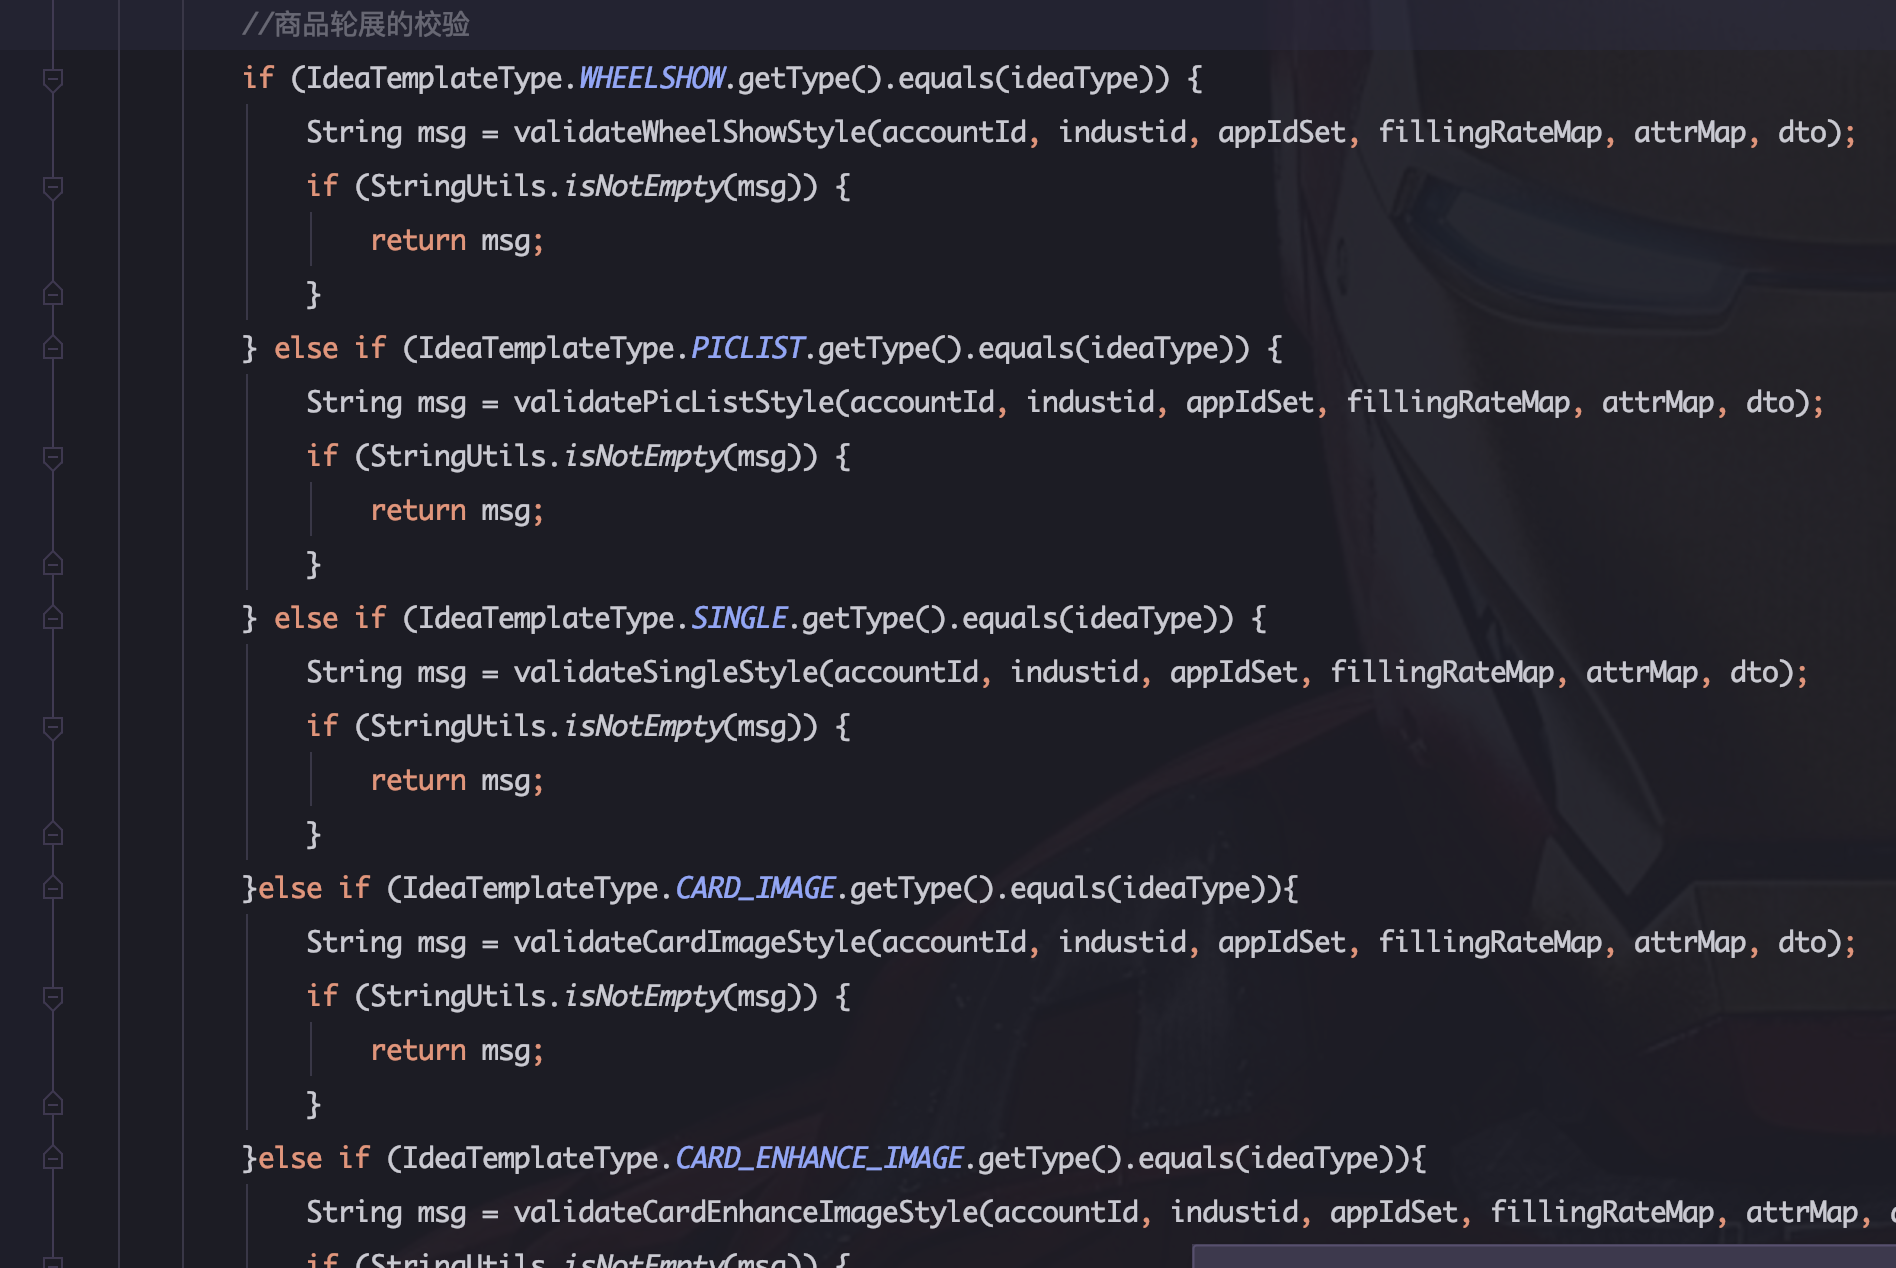 //商品轮展的校验
if (IdeaTemplateType.WHEELSHOW.getType().equals(ideaType)) {
String msg = validateWheelShowStyle(accountId, industid, appIdSet, fillingRateMap, attrMap, dto);
if (StringUtils.isNotEmpty(msg)) {
return msg;
}
} else if (IdeaTemplateType.PICLIST.getType().equals(ideaType)) {
String msg = validatePicListStyle(accountId, industid, appIdSet, fillingRateMap, attrMap, dto);
if (StringUtils.isNotEmpty(msg)) {
return msg;
}
} else if (IdeaTemplateType.SINGLE.getType().equals(ideaType)) {
String msg = validateSingleStyle(accountId, industid, appIdSet, fillingRateMap, attrMap, dto);
if (StringUtils.isNotEmpty(msg)) {
return msg;
}
}else if (IdeaTemplateType.CARD_IMAGE.getType().equals(ideaType)){
String msg = validateCardImageStyle(accountId, industid, appIdSet, fillingRateMap, attrMap, dto);
if (StringUtils.isNotEmpty(msg)) {
return msg;
}
}else if (IdeaTemplateType.CARD_ENHANCE_IMAGE.getType().equals(ideaType)){
String msg = validateCardEnhanceImageStyle(accountId, industid, appIdSet, fillingRateMap, attrMap,
if (StringUtils.isNotEmpty(msg)) {